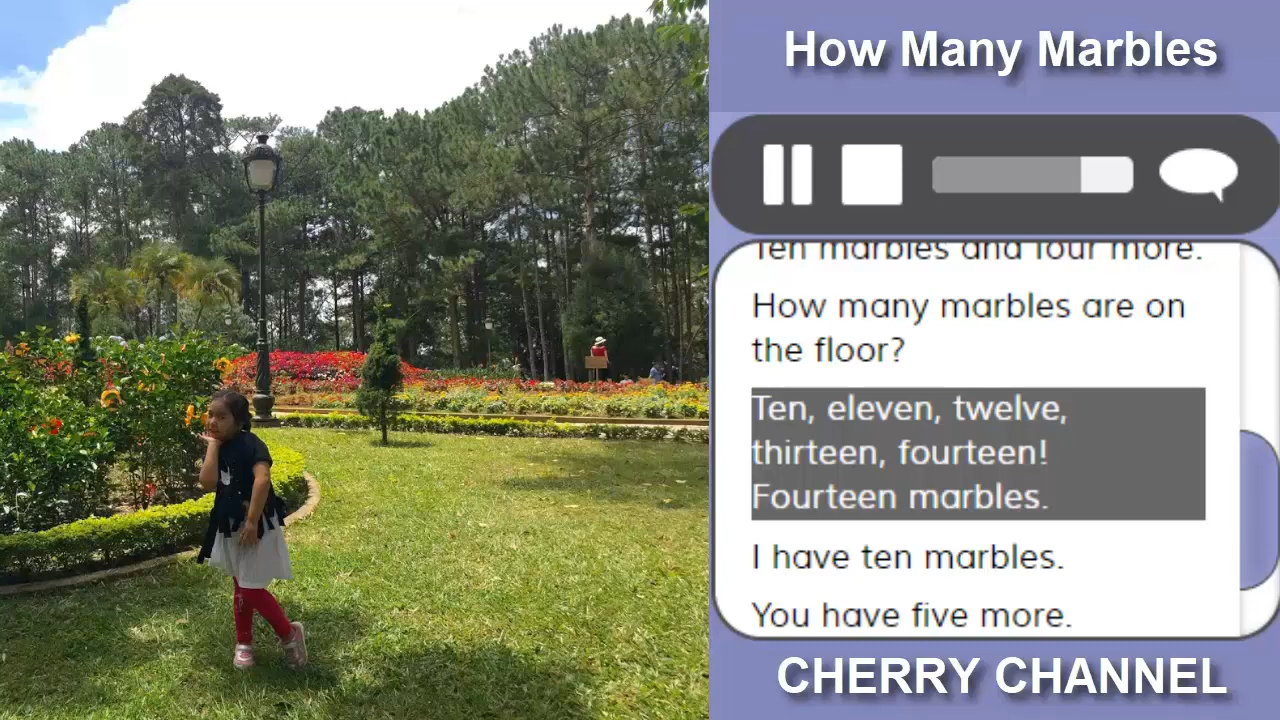 How Many Marbles
Ten marbles and four more.
How many marbles are on
the floor?
Ten, eleven, twelve,
thirteen, fourteen!
Fourteen marbles.
I have ten marbles.
You have five more.
CHERRY CHANNEL